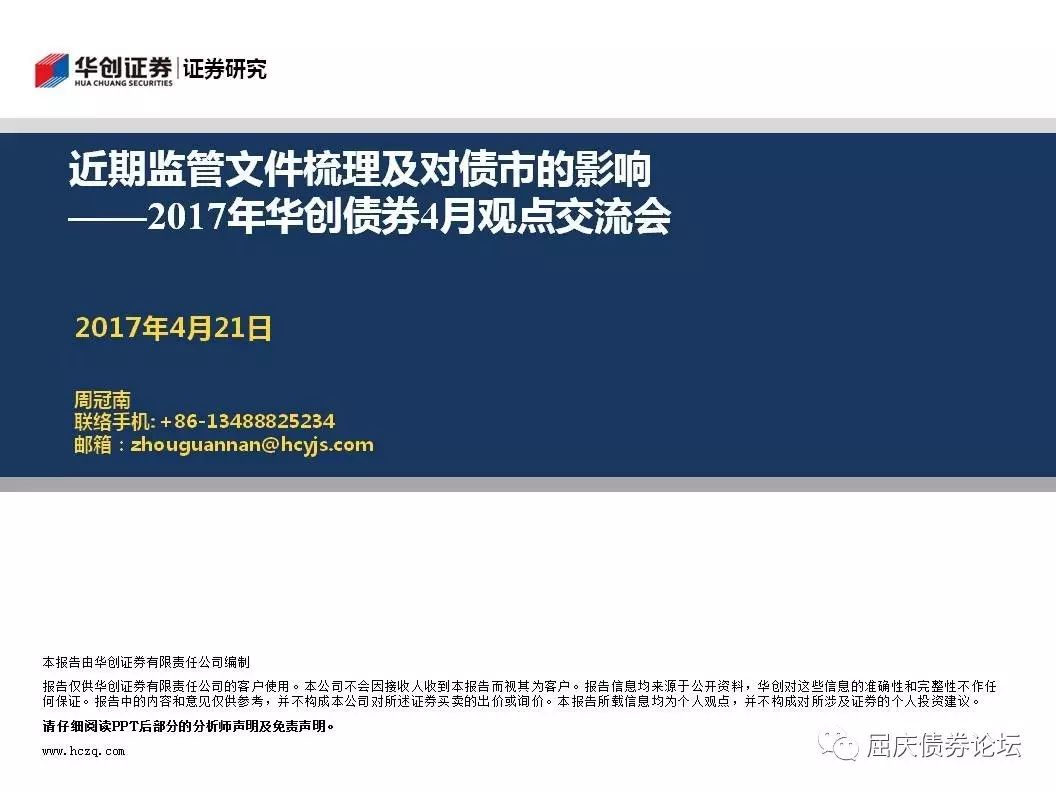 华创证券 证券研究
HUA CHUANG SECURITIES
近期监管文件梳理及对债市的影响
——2017年华创债券4月观点交流会
2017年4月21日
周冠南
联络手机: +86-13488825234
邮箱：zhouguannan@hcyjs.com
本报告由华创证券有限责任公司编制
报告仅供华创证券有限责任公司的客户使用。本公司不会因接收人收到本报告而视其为客户。报告信息均来源于公开资料，华创对这些信息的准确性和完整性不作任
何保证。报告中的内容和意见仅供参考，并不构成本公司对所述证券买卖的出价或询价。本报告所载信息均为个人观点，并不构成对所涉及证券的个人投资建议。
请仔细阅读PPT后部分的分析师声明及免责声明。
www.hczq.com
屈庆债券论坛